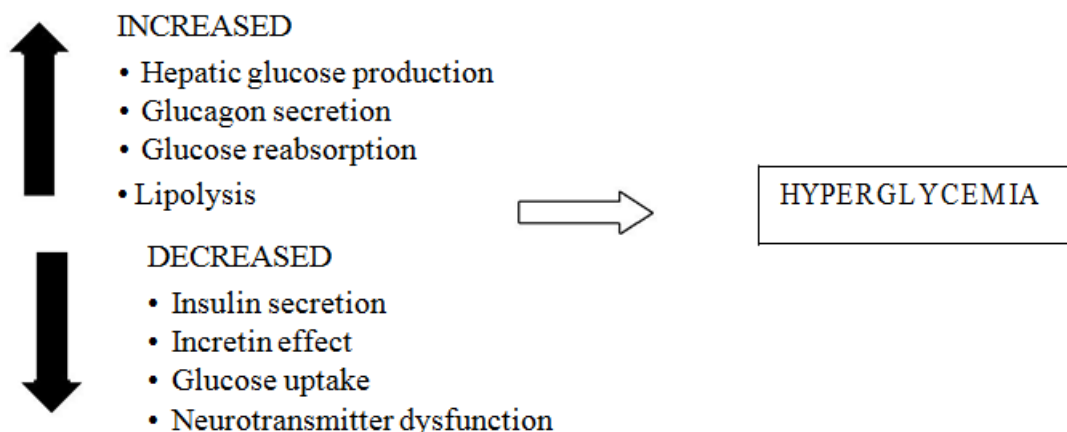 INCREASED
• Hepatic glucose production
• Glucagon secretion
• Glucose reabsorption
• Lipolysis
HYPERGLYCEMIA
DECREASED
• Insulin secretion
• Incretin effect
• Glucose uptake
• Neurotransmitter dysfunction